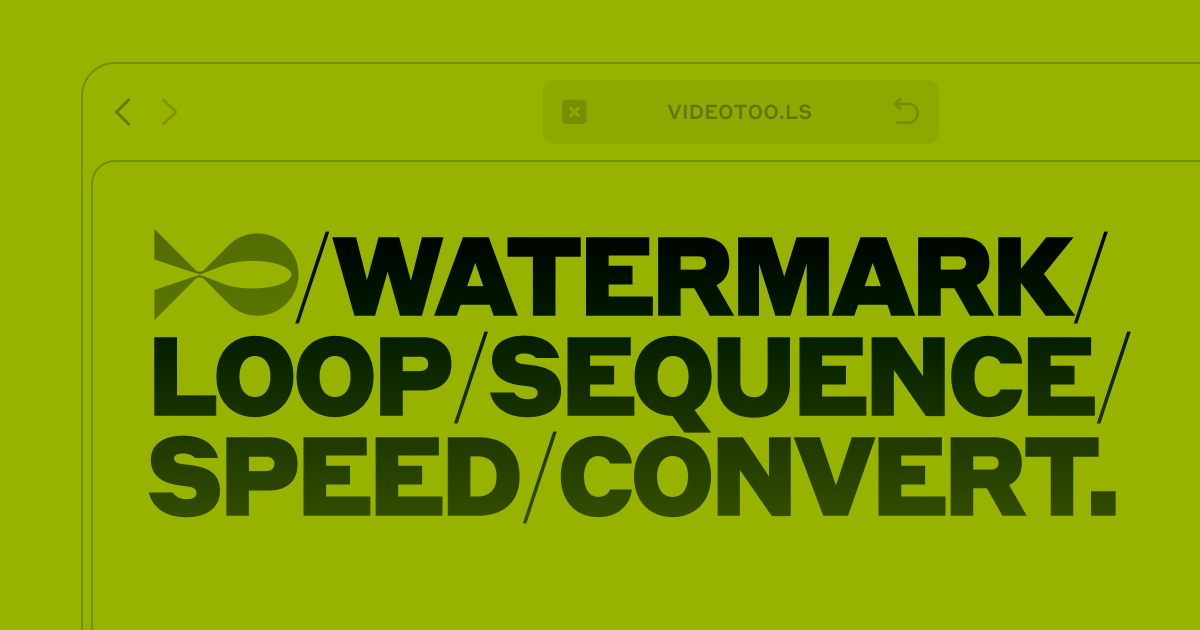 VIDEOTOO.LS
/WATERMARK/
LOOP/SEQUENCE/
SPEED/CONVERT.